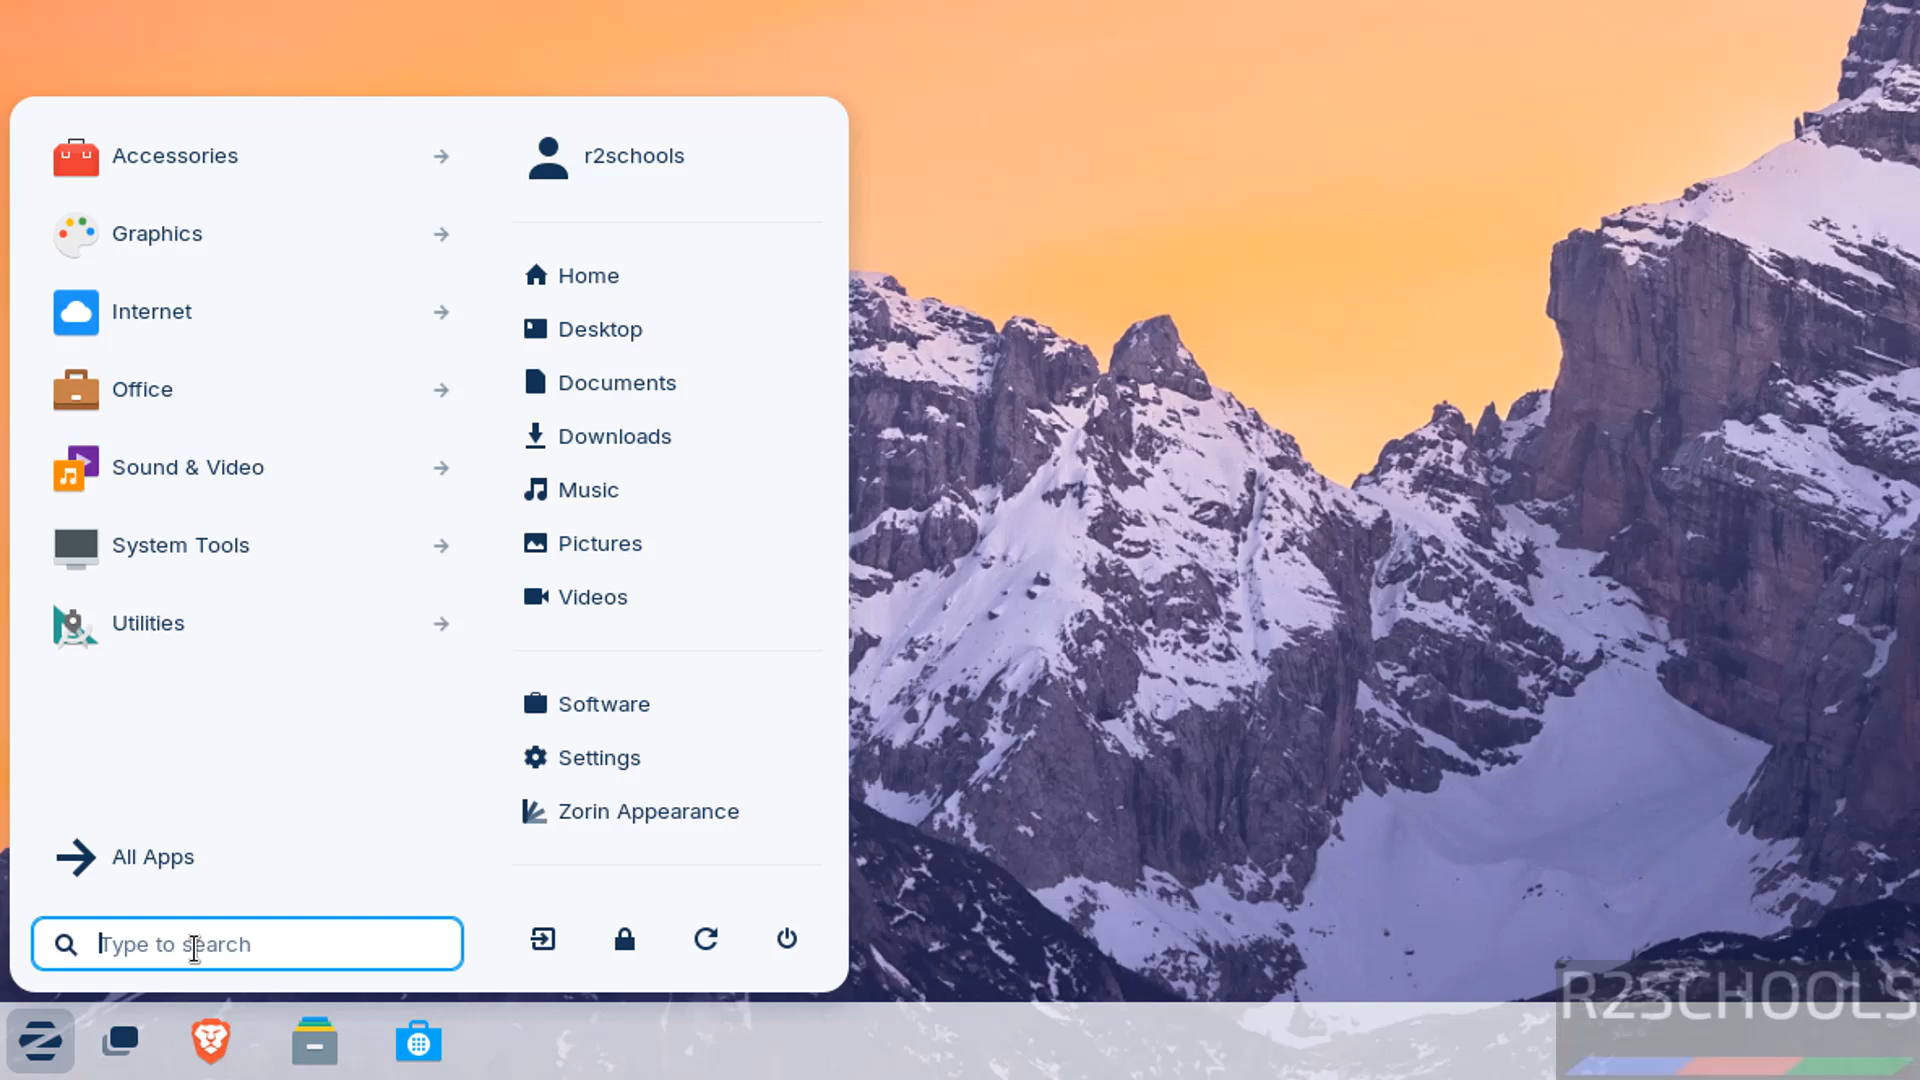 Accessories
Graphics
Internet
Office
Sound & Video
System Tools
Utilities
All Apps
Type to search
r2schools
Home
Desktop
Documents
Downloads
Music
Pictures
Videos
Software
Settings
Zorin Appearance
R2SCHOOLS